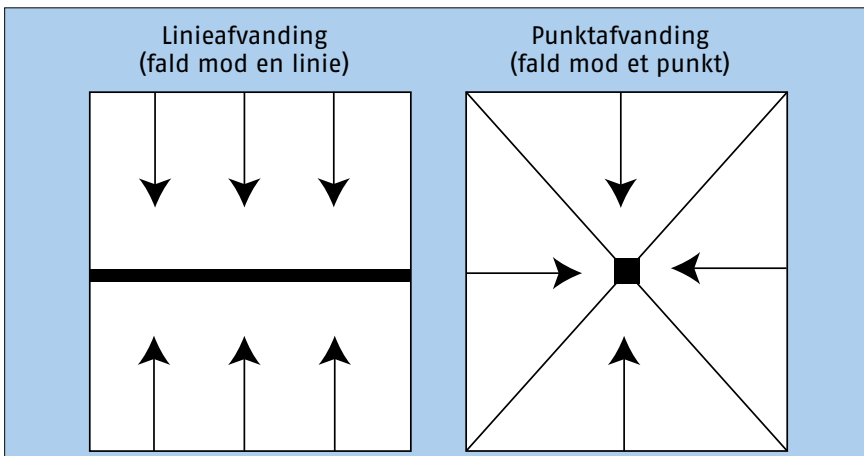 Linieafvanding
(fald mod en linie)
Punktafvanding
(fald mod et punkt)